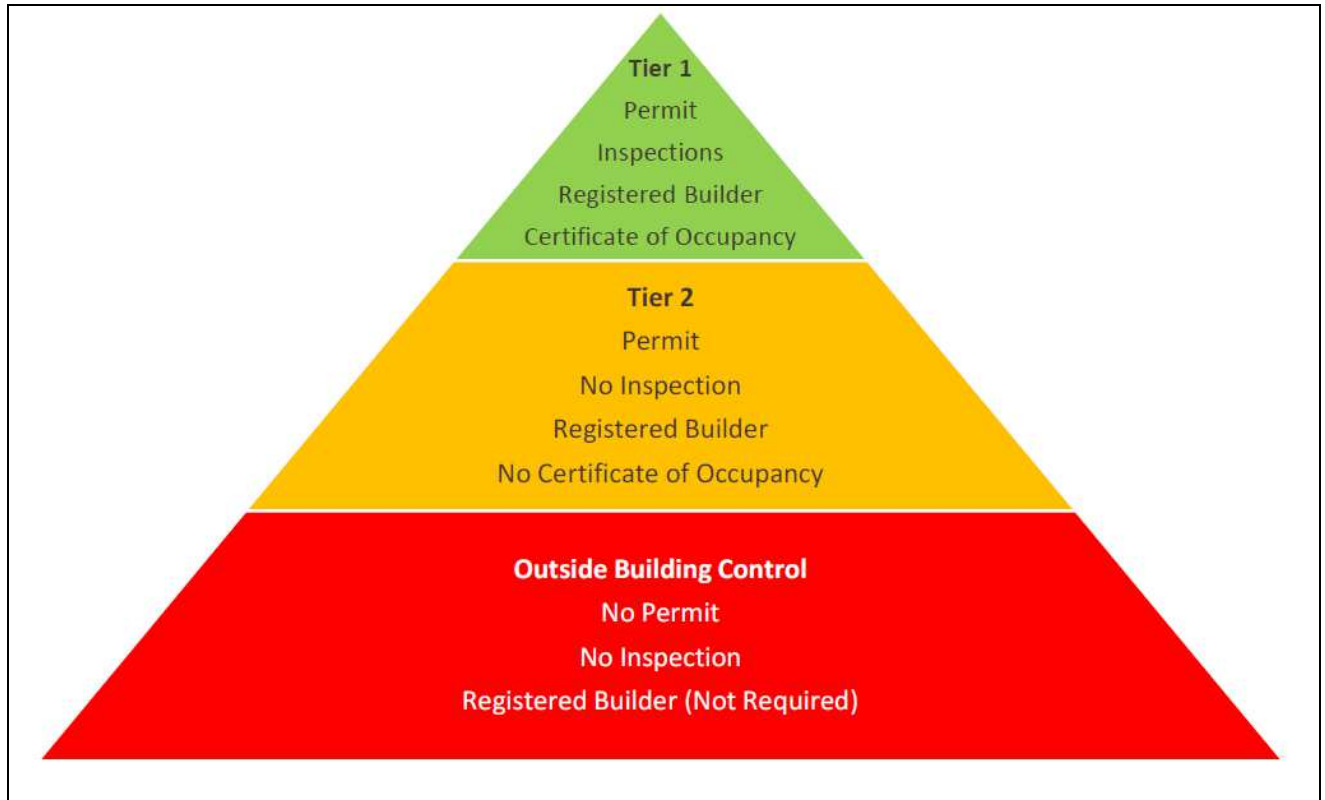 Tier 1
Permit
Inspections
Registered Builder
Certificate of Occupancy
Tier 2
Permit
No Inspection
Registered Builder
No Certificate of Occupancy
Outside Building Control
No Permit
No Inspection
Registered Builder (Not Required)